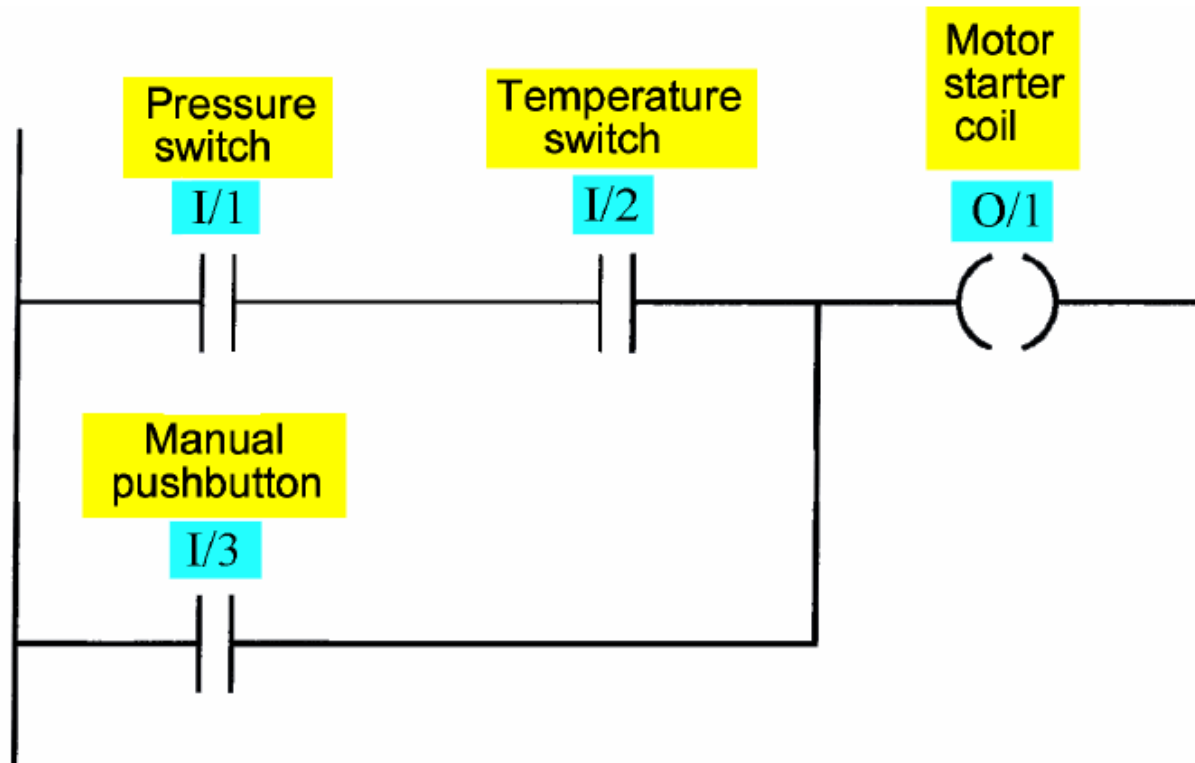 Pressure
switch
I/1
Temperature
switch
I/2
Motor
starter
coil
O/1
Manual
pushbutton
I/3